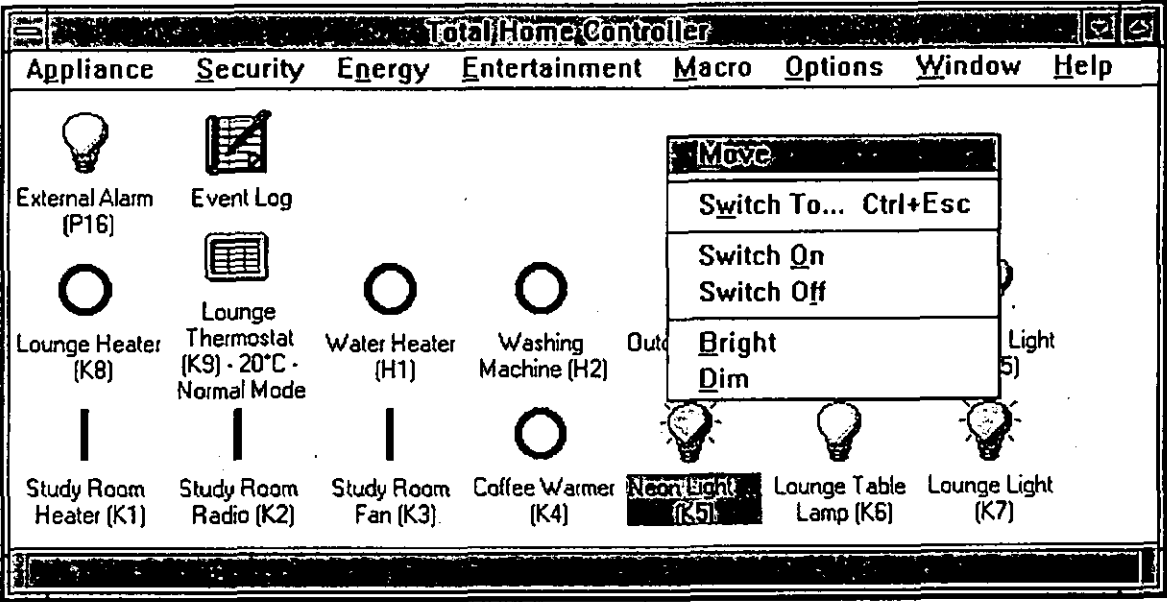 Total Home Controller
Appliance Security Energy Entertainment Macro Options Window Help
Move
Switch To... Ctrl+Esc
Switch On
Switch Off
Bright
Dim
External Alarm
(P16)
Event Log
Lounge Heater
(K8)
Lounge
Thermostat
(K9) - 20°C -
Normal Mode
Water Heater
(H1)
Washing
Machine (H2)
Light
Study Room
Heater (K1)
Study Room
Radio (K2)
Study Room
Fan (K3)
Coffee Warmer
(K4)
Neon Light
(K5)
Lounge Table
Lamp (K6)
Lounge Light
(K7)